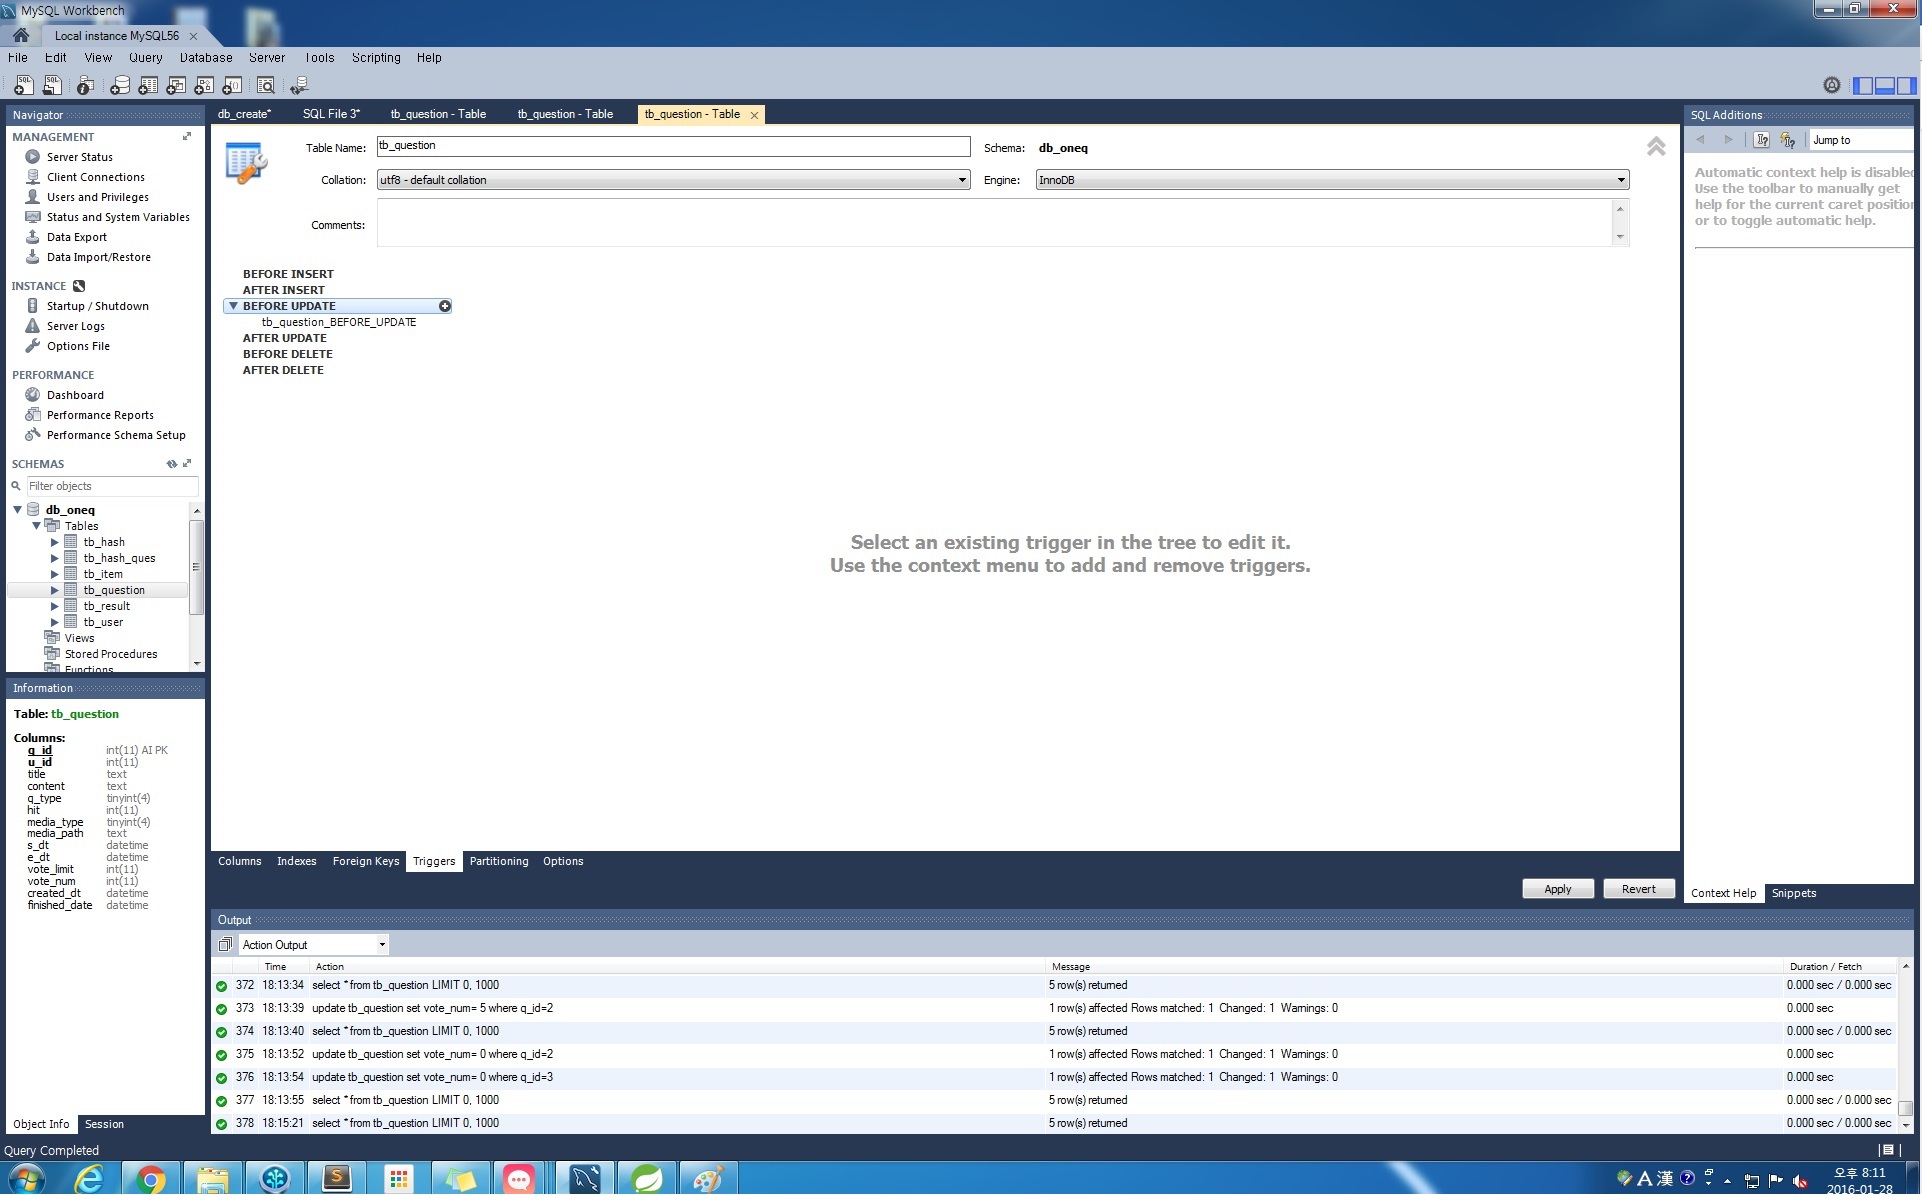 MySQL Workbench
Local instance MySQL56
File Edit View Query Database Server Tools Scripting Help
Navigator
MANAGEMENT
Server Status
Client Connections
Users and Privileges
Status and System Variables
Data Export
Data Import/Restore
INSTANCE
Startup / Shutdown
Server Logs
Options File
PERFORMANCE
Dashboard
Performance Reports
Performance Schema Setup
SCHEMAS
Filter objects
db_oneq
Tables
tb_hash
tb_hash_ques
tb_item
tb_question
tb_result
tb_user
Views
Stored Procedures
Functions
Information
Table: tb_question
Columns:
q_id int(11) AI PK
u_id int(11)
title text
content text
q_type tinyint(4)
hit int(11)
media_type tinyint(4)
media_path text
s_dt datetime
e_dt datetime
vote_limit int(11)
vote_num int(11)
created_dt datetime
finished_date datetime
Object Info Session
Query Completed
db_create* SQL File 3* tb_question - Table tb_question - Table tb_question - Table
Table Name: tb_question Schema: db_oneq
Collation: utf8 - default collation Engine: InnoDB
Comments:
BEFORE INSERT
AFTER INSERT
BEFORE UPDATE
tb_question_BEFORE_UPDATE
AFTER UPDATE
BEFORE DELETE
AFTER DELETE
Select an existing trigger in the tree to edit it.
Use the context menu to add and remove triggers.
Columns Indexes Foreign Keys Triggers Partitioning Options
Apply Revert
Output
Action Output
Time Action Message Duration / Fetch
372 18:13:34 select * from tb_question LIMIT 0, 1000 5 row(s) returned 0.000 sec / 0.000 sec
373 18:13:39 update tb_question set vote_num= 5 where q_id=2 1 row(s) affected Rows matched: 1 Changed: 1 Warnings: 0 0.000 sec
374 18:13:40 select * from tb_question LIMIT 0, 1000 5 row(s) returned 0.000 sec / 0.000 sec
375 18:13:52 update tb_question set vote_num= 0 where q_id=2 1 row(s) affected Rows matched: 1 Changed: 1 Warnings: 0 0.000 sec
376 18:13:54 update tb_question set vote_num= 0 where q_id=3 1 row(s) affected Rows matched: 1 Changed: 1 Warnings: 0 0.000 sec
377 18:13:55 select * from tb_question LIMIT 0, 1000 5 row(s) returned 0.000 sec / 0.000 sec
378 18:15:21 select * from tb_question LIMIT 0, 1000 5 row(s) returned 0.000 sec / 0.000 sec
SQL Additions
Jump to
Automatic context help is disabled
Use the toolbar to manually get
help for the current caret position
or to toggle automatic help.
Context Help Snippets
A 漢
오후 8:11
2016-01-28